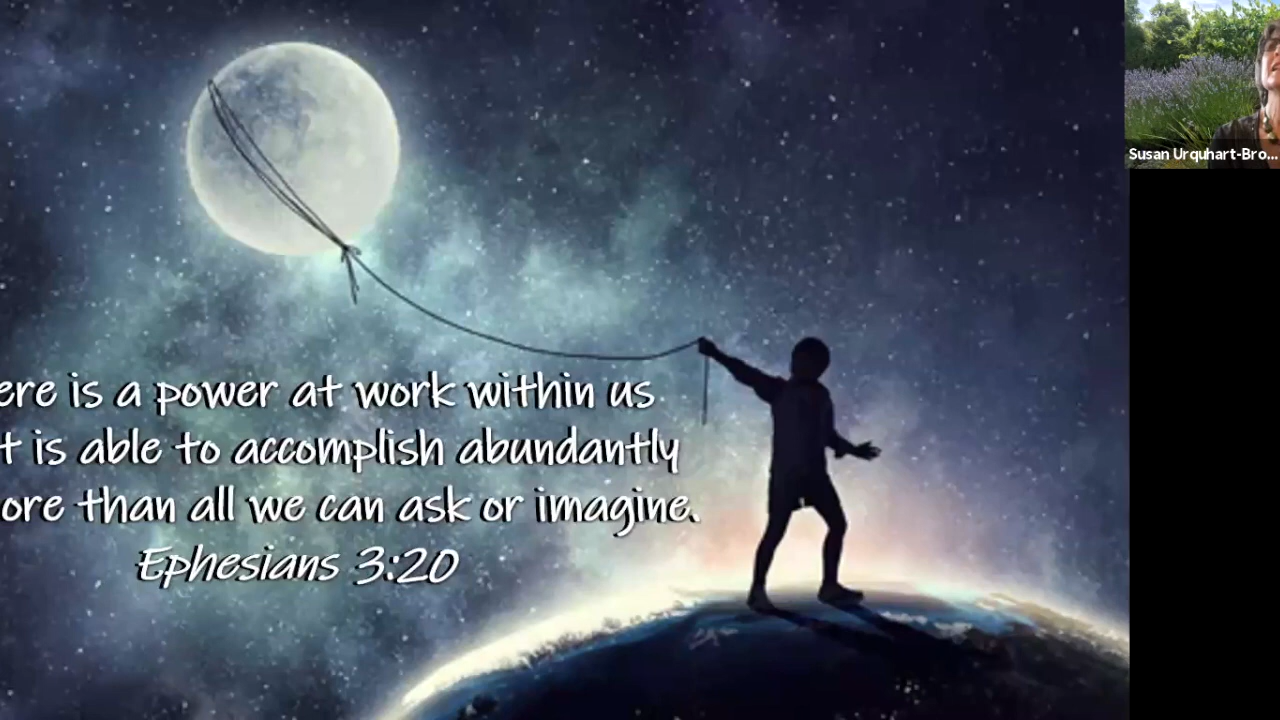 ere is a power at work within us
t is able to accomplish abundantly
ore than all we can ask or imagine.
Ephesians 3:20
Susan Urquhart-Bro...